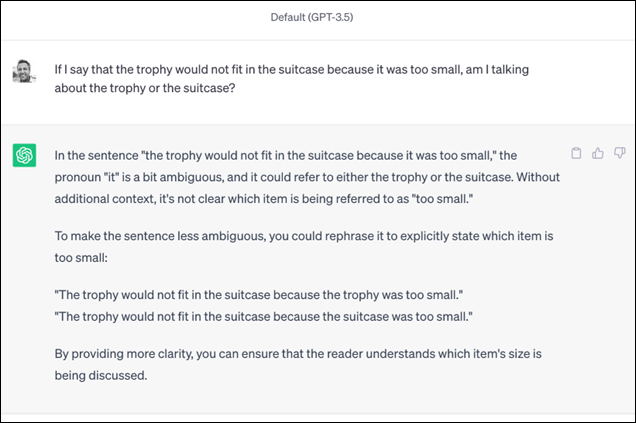 Default (GPT-3.5)
If I say that the trophy would not fit in the suitcase because it was too small, am I talking
about the trophy or the suitcase?
In the sentence "the trophy would not fit in the suitcase because it was too small," the
pronoun "it" is a bit ambiguous, and it could refer to either the trophy or the suitcase. Without
additional context, it's not clear which item is being referred to as "too small."
To make the sentence less ambiguous, you could rephrase it to explicitly state which item is
too small:
"The trophy would not fit in the suitcase because the trophy was too small."
"The trophy would not fit in the suitcase because the suitcase was too small."
By providing more clarity, you can ensure that the reader understands which item's size is
being discussed.